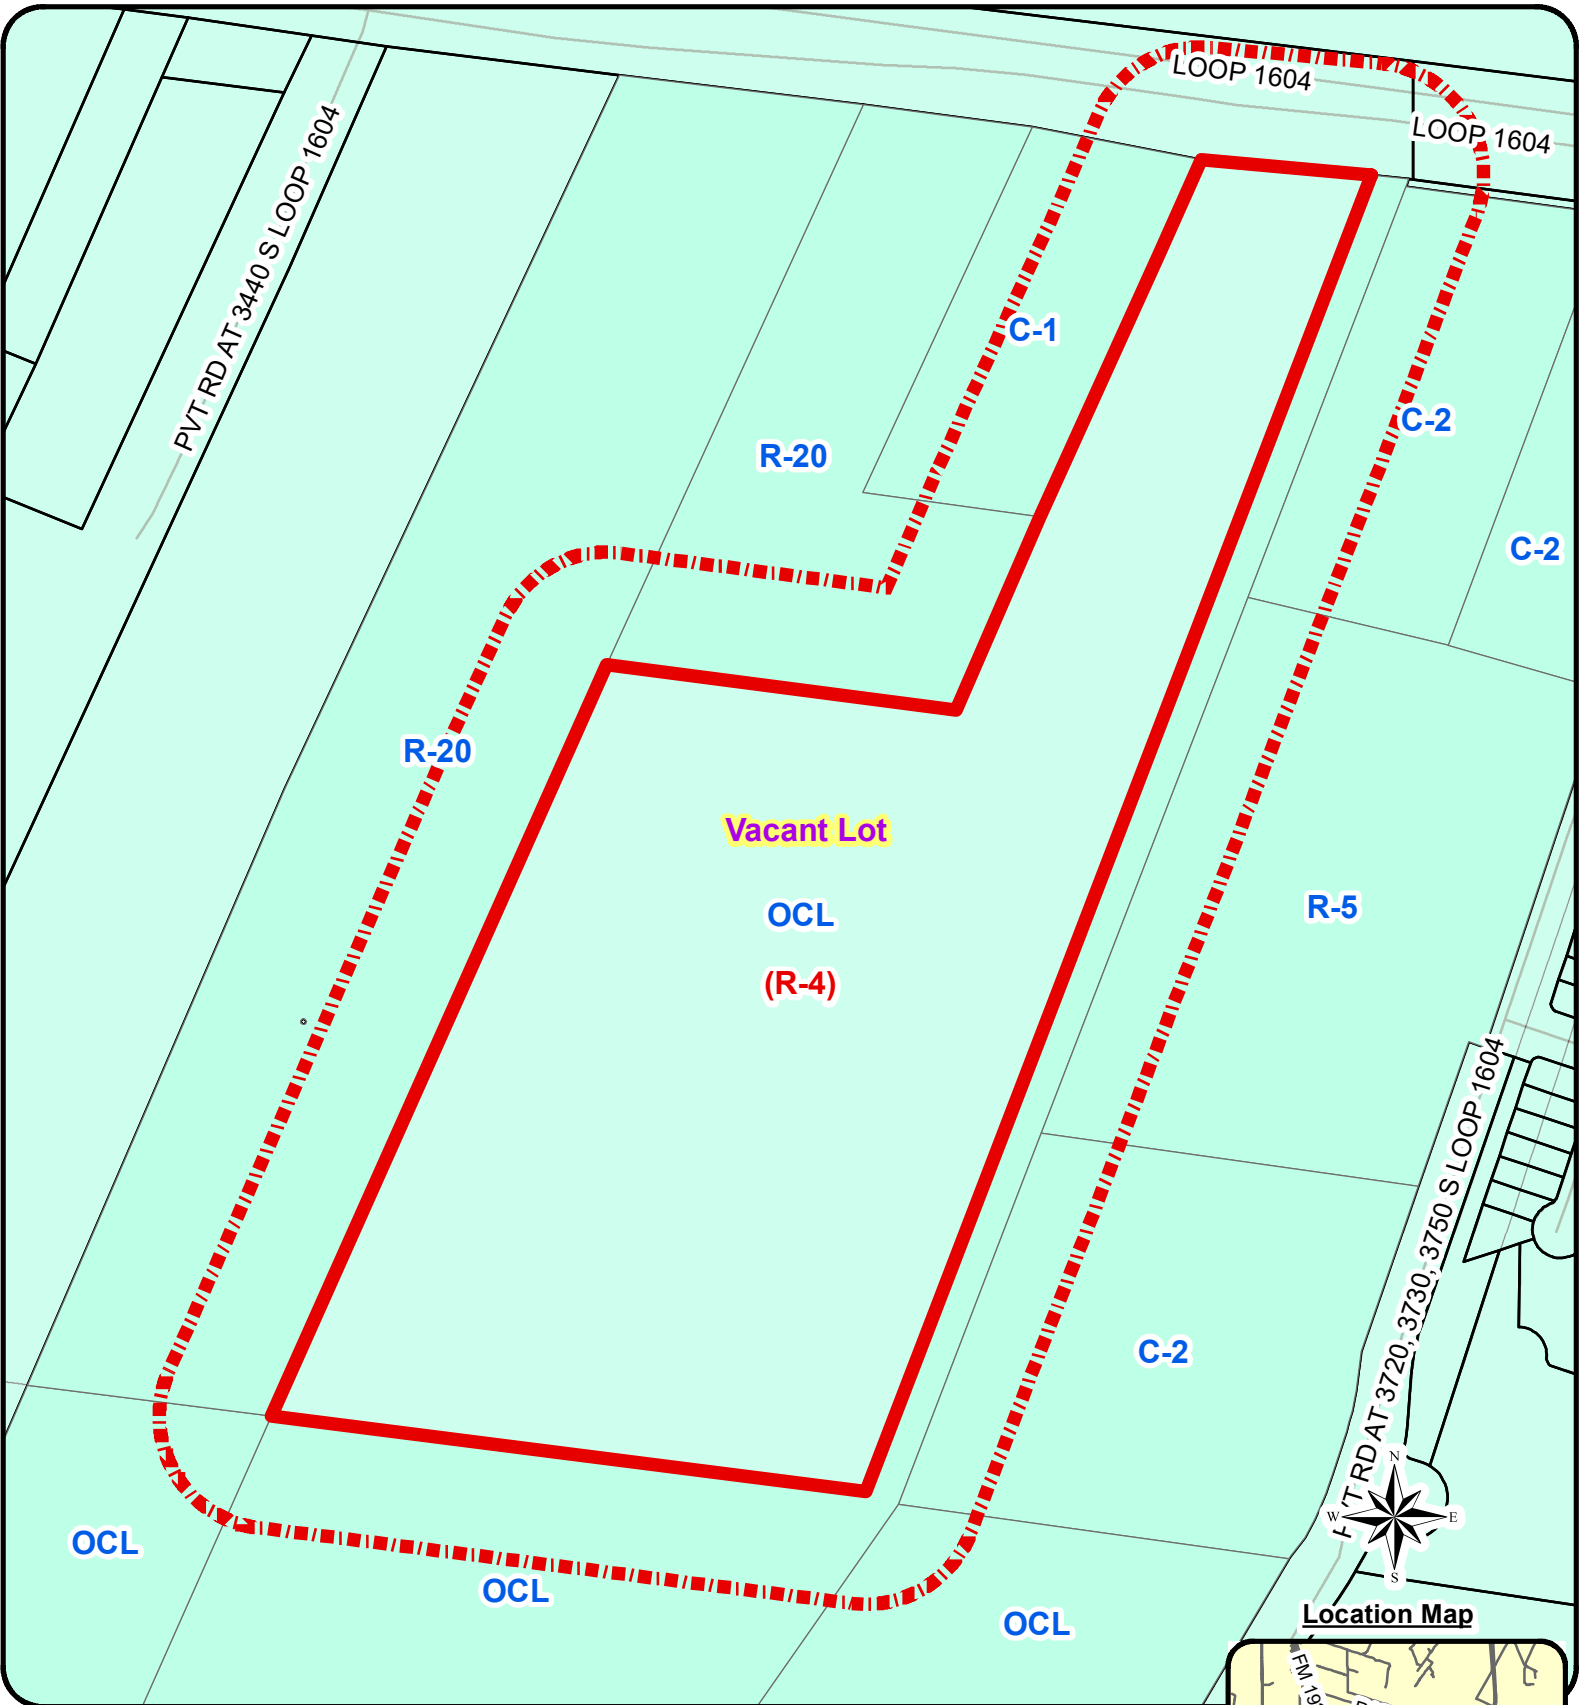 LOOP 1604
LOOP 1604
PVT RD AT 3440 S LOOP 1604
C-1
C-2
R-20
C-2
R-20
Vacant Lot
OCL
R-5
(R-4)
C-2
RD AT 3720, 3730, 3750 S LOOP 1604
N
W
E
S
OCL
OCL
OCL
Location Map
FM